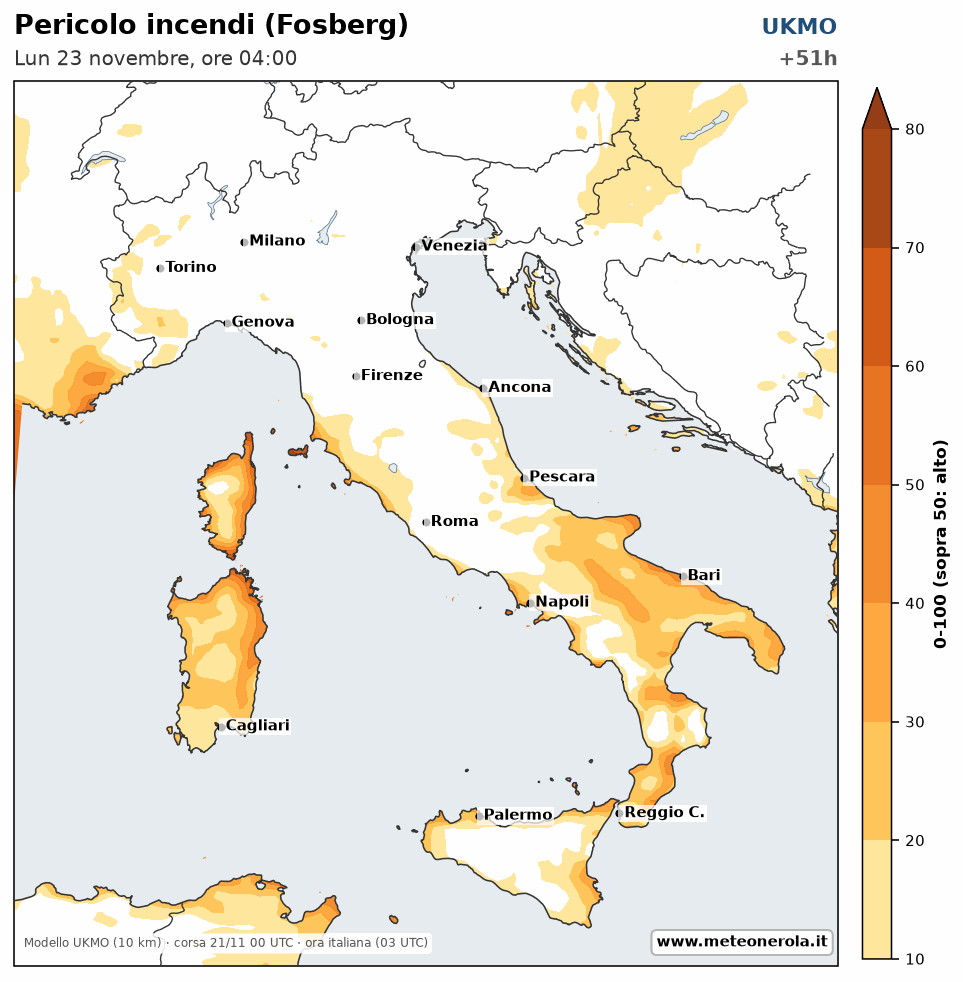 Pericolo incendi (Fosberg)
UKMO
Lun 23 novembre, ore 04:00
+51h
80
70
60
50
40
30
20
10
0-100 (sopra 50: alto)
Milano
Venezia
Torino
Genova
Bologna
Firenze
Ancona
Pescara
Roma
Bari
Napoli
Cagliari
Palermo
Reggio C.
Modello UKMO (10 km) · corsa 21/11 00 UTC · ora italiana (03 UTC)
www.meteonerola.it